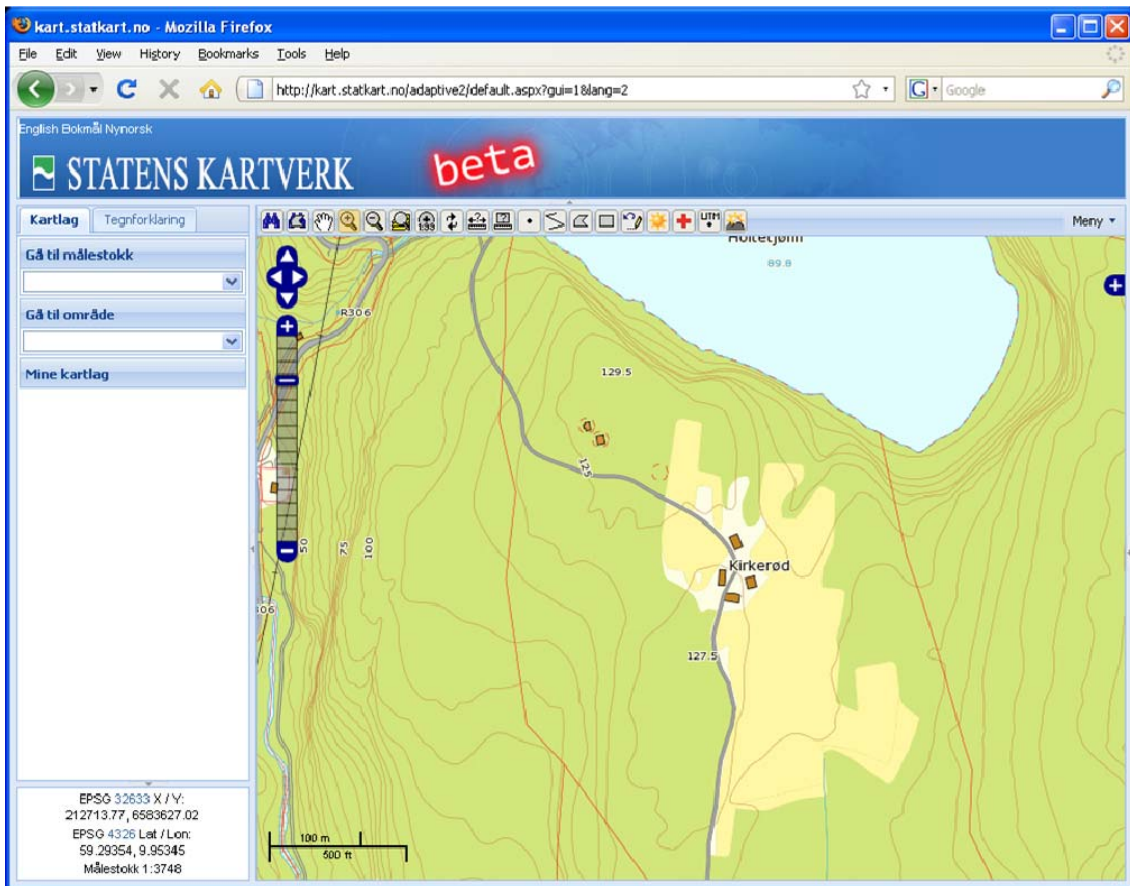 kart.statkart.no - Mozilla Firefox
File Edit View History Bookmarks Tools Help
http://kart.statkart.no/adaptive2/default.aspx?gui=1&lang=2
G Google
English Bokmål Nynorsk
STATENS KARTVERK
beta
Kartlag Tegnforklaring
UTM
Meny
Gå til målestokk
Gå til område
Mine kartlag
Holtetjønn
89.8
R306
129.5
125
50
75
100
Kirkerød
306
127.5
100 m
500 ft
EPSG 32633 X / Y:
212713.77, 6583627.02
EPSG 4326 Lat / Lon:
59.29354, 9.95345
Målestokk 1:3748